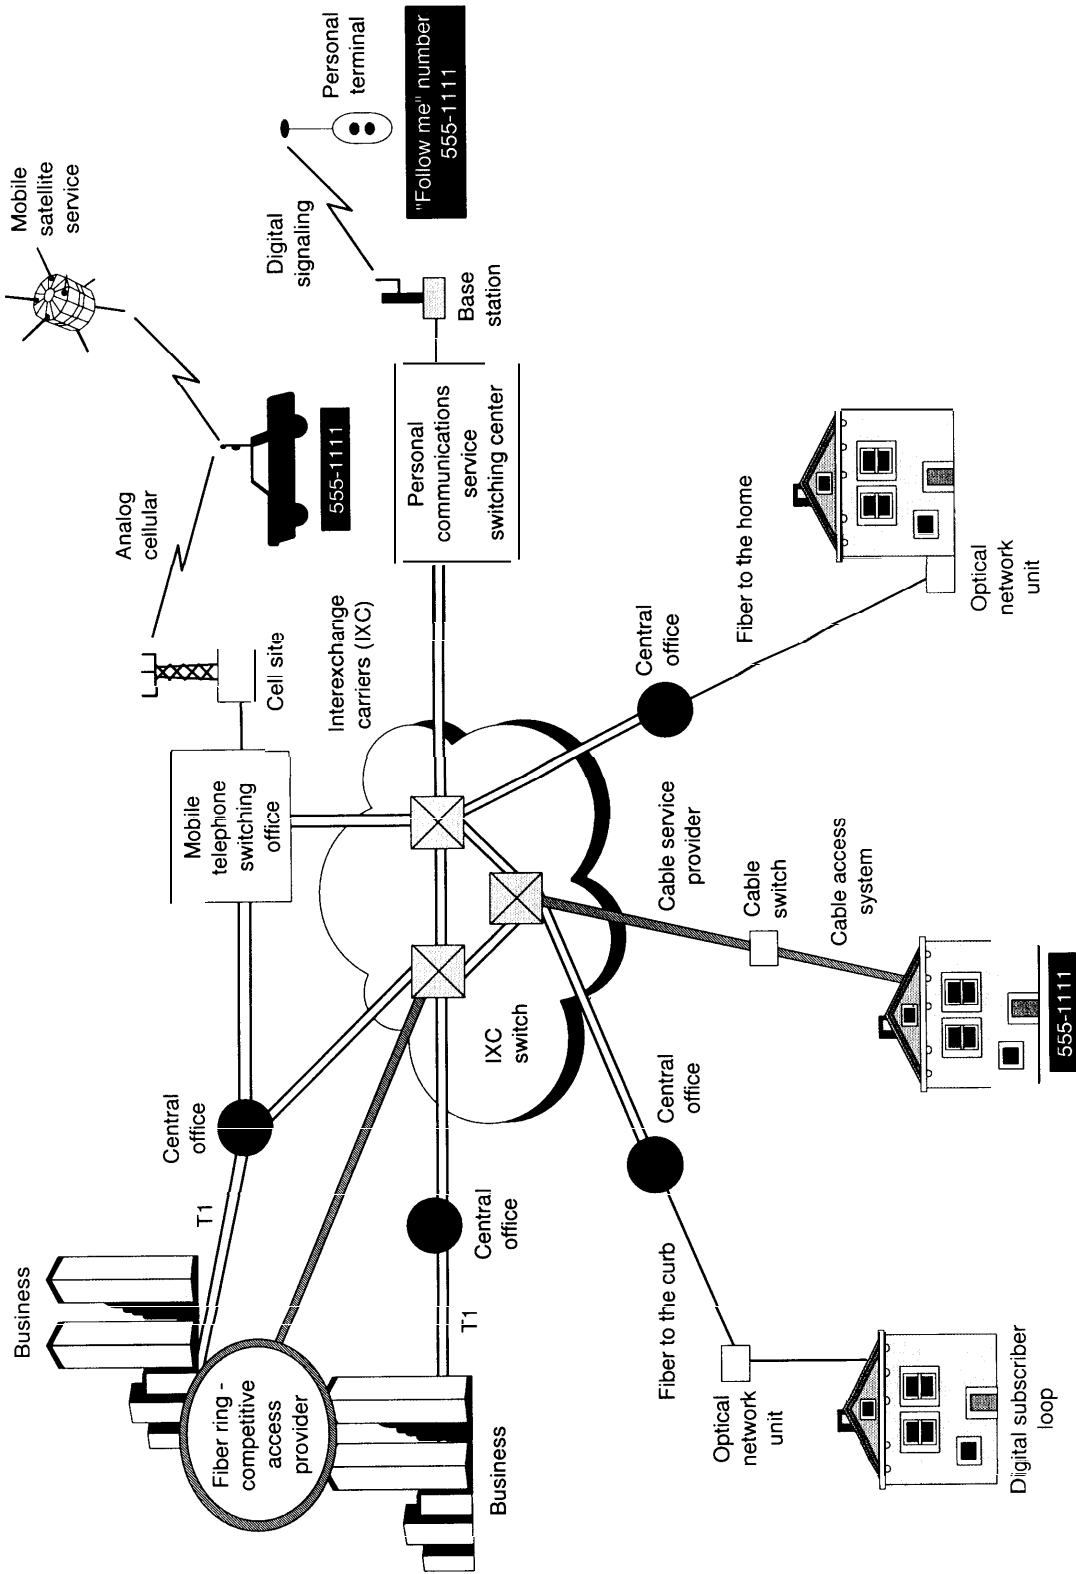 Business
T1
Central
office
Mobile
telephone
switching
office
Cell site
Analog
cellular
Mobile
satellite
service
555-1111
Fiber ring -
competitive
access
provider
Interexchange
carriers (IXC)
Personal
communications
service
switching center
Base
station
Digital
signaling
Personal
terminal
"Follow me" number
555-1111
Business
T1
Central
office
IXC
switch
Central
office
Fiber to the home
Optical
network
unit
Cable service
provider
Cable
switch
Cable access
system
555-1111
Central
office
Fiber to the curb
Optical
network
unit
Digital subscriber
loop